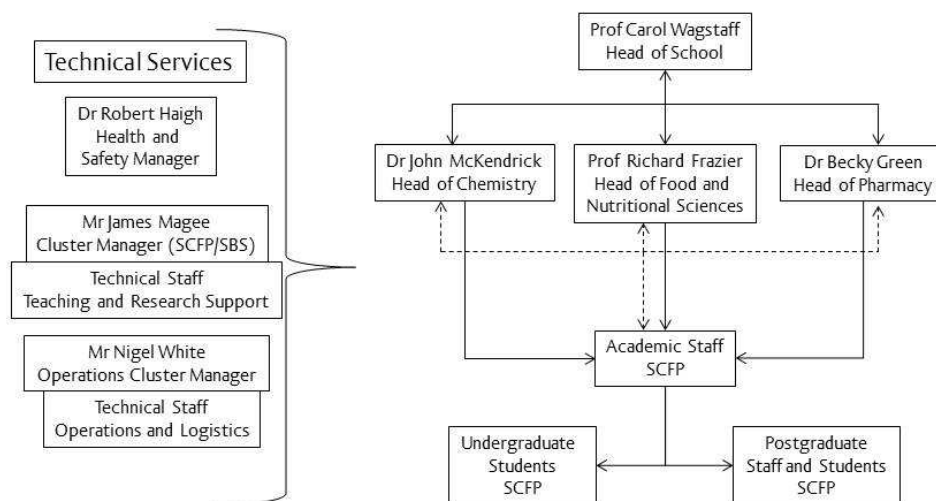 Technical Services
Dr Robert Haigh
Health and
Safety Manager
Mr James Magee
Cluster Manager (SCFP/SBS)
Technical Staff
Teaching and Research Support
Mr Nigel White
Operations Cluster Manager
Technical Staff
Operations and Logistics
Prof Carol Wagstaff
Head of School
Dr John McKendrick
Head of Chemistry
Prof Richard Frazier
Head of Food and
Nutritional Sciences
Dr Becky Green
Head of Pharmacy
Academic Staff
SCFP
Undergraduate
Students
SCFP
Postgraduate
Staff and Students
SCFP